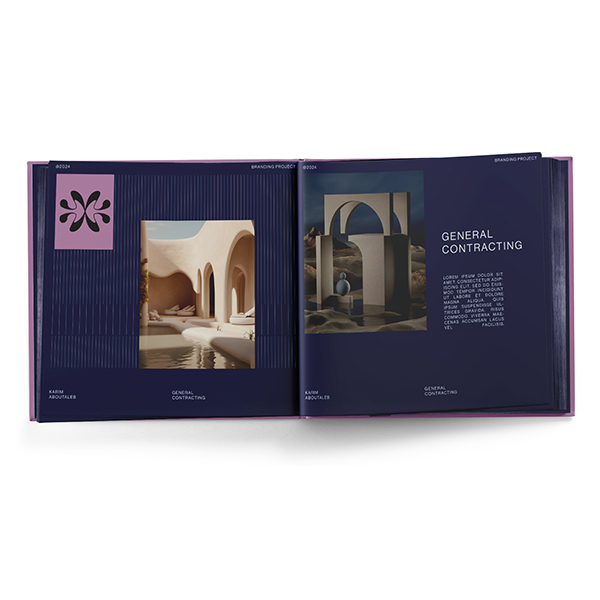 @2024
BRANDING PROJECT
KARIM
ABOUTALEB
GENERAL
CONTRACTING
@2024
BRANDING PROJECT
GENERAL
CONTRACTING
LOREM IPSUM DOLOR SIT
AMET, CONSECTETUR ADIP-
ISCING ELIT, SED DO EIUS-
MOD TEMPOR INCIDIDUNT
UT LABORE ET DOLORE
MAGNA ALIQUA. QUIS
IPSUM SUSPENDISSE UL-
TRICES GRAVIDA. RISUS
COMMODO VIVERRA MAE-
CENAS ACCUMSAN LACUS
VEL FACILISIS.
KARIM
ABOUTALEB
GENERAL
CONTRACTING